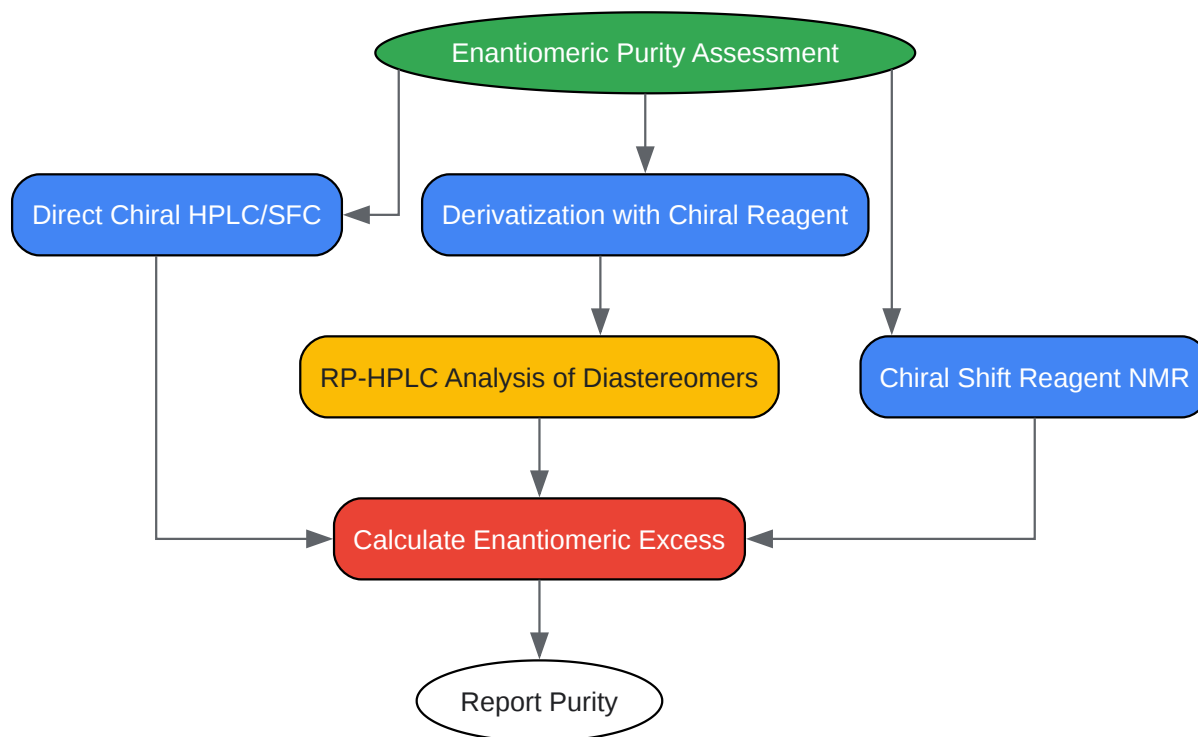 Enantiomeric Purity Assessment
Direct Chiral HPLC/SFC
Derivatization with Chiral Reagent
RP-HPLC Analysis of Diastereomers
Chiral Shift Reagent NMR
Calculate Enantiomeric Excess
Report Purity